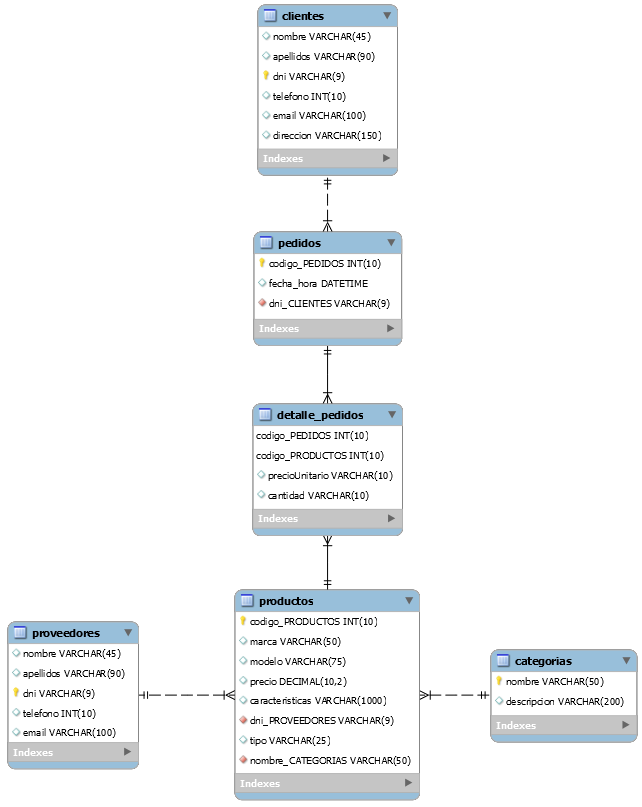 clientes
nombre VARCHAR(45)
apellidos VARCHAR(90)
dni VARCHAR(9)
telefono INT(10)
email VARCHAR(100)
direccion VARCHAR(150)
Indexes
pedidos
codigo_PEDIDOS INT(10)
fecha_hora DATETIME
dni_CLIENTES VARCHAR(9)
Indexes
detalle_pedidos
codigo_PEDIDOS INT(10)
codigo_PRODUCTOS INT(10)
precioUnitario VARCHAR(10)
cantidad VARCHAR(10)
Indexes
proveedores
nombre VARCHAR(45)
apellidos VARCHAR(90)
dni VARCHAR(9)
telefono INT(10)
email VARCHAR(100)
Indexes
productos
codigo_PRODUCTOS INT(10)
marca VARCHAR(50)
modelo VARCHAR(75)
precio DECIMAL(10,2)
caracteristicas VARCHAR(1000)
dni_PROVEEDORES VARCHAR(9)
tipo VARCHAR(25)
nombre_CATEGORIAS VARCHAR(50)
Indexes
categorias
nombre VARCHAR(50)
descripcion VARCHAR(200)
Indexes